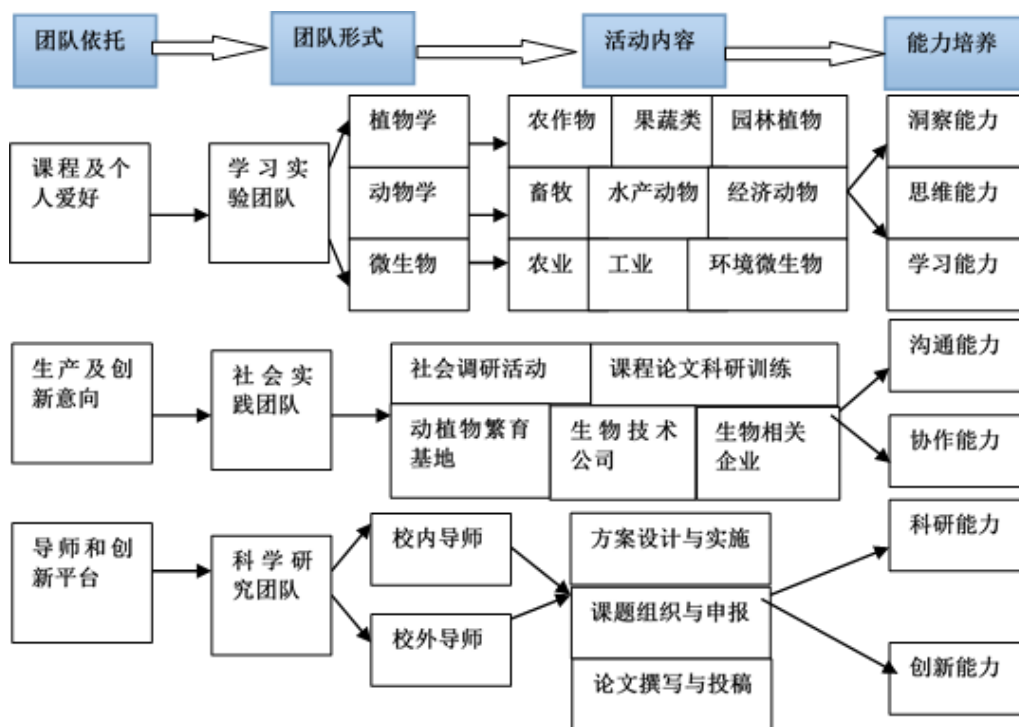 团队依托
团队形式
活动内容
能力培养
课程及个
人爱好
学习实
验团队
植物学
动物学
微生物
农作物
果蔬类
园林植物
畜牧
水产动物
经济动物
农业
工业
环境微生物
洞察能力
思维能力
学习能力
生产及创
新意向
社会实
践团队
社会调研活动
课程论文科研训练
动植物繁育
基地
生物技术
公司
生物相关
企业
沟通能力
协作能力
导师和创
新平台
科学研
究团队
校内导师
校外导师
方案设计与实施
课题组织与申报
论文撰写与投稿
科研能力
创新能力